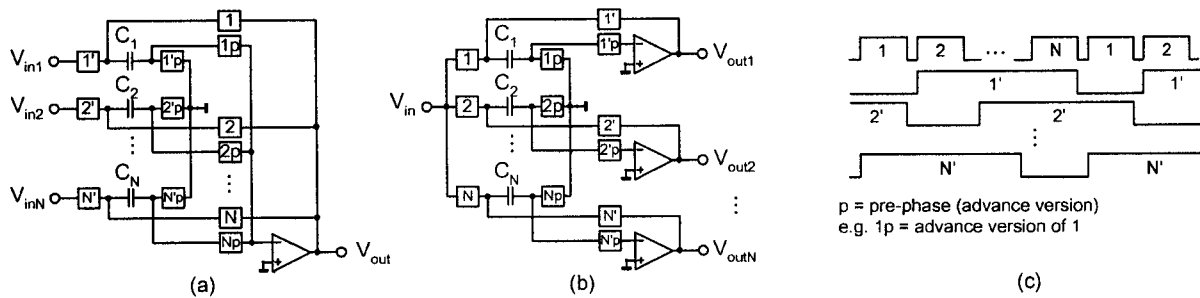 1
C1
1p
Vin1
1'
1'p
C2
Vin2
2'
2'p
2
2p
⋮
CN
VinN
N'
N'p
N
Np
Vout
(a)
1'
C1
1'p
1
1p
Vout1
C2
Vin
2
2p
2'
2'p
Vout2
⋮
CN
N
Np
N'
N'p
VoutN
(b)
1 2 ... N 1 2
1' 1'
2' 2'
⋮
N' N'
p = pre-phase (advance version)
e.g. 1p = advance version of 1
(c)